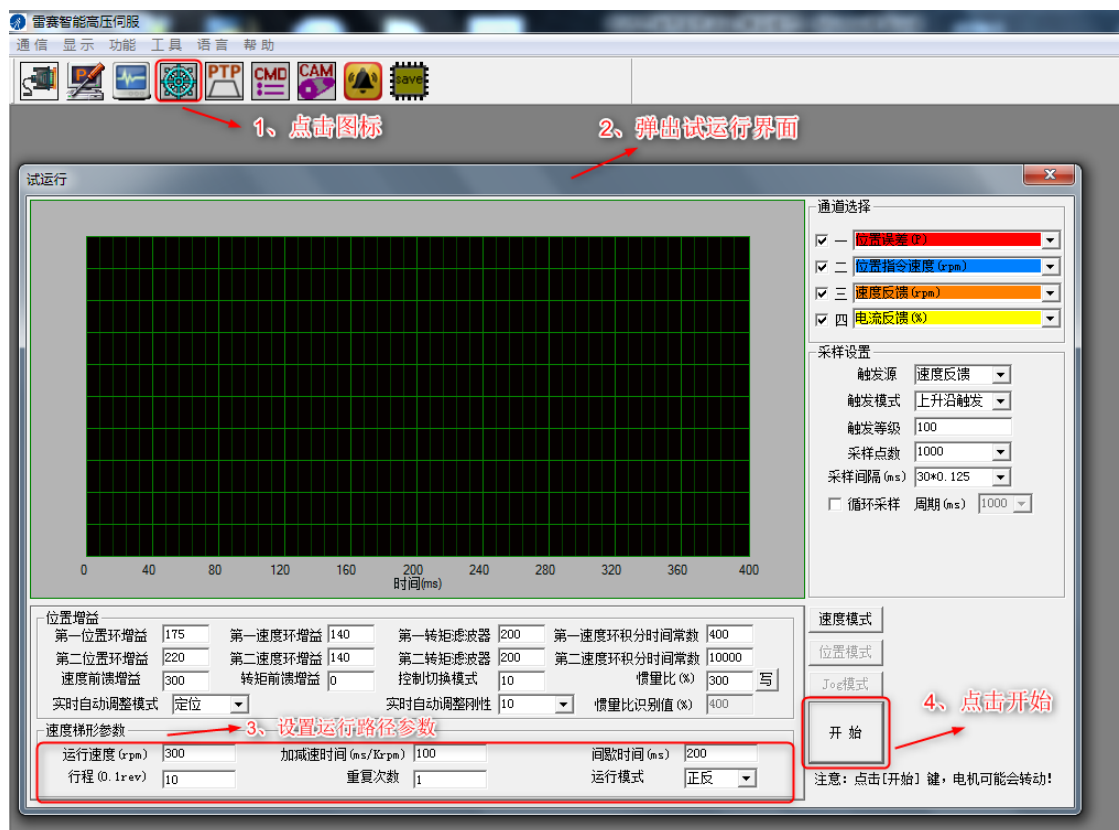 雷赛智能高压伺服
通信 显示 功能 工具 语言 帮助
PTP CMD CAM save
1、点击图标
2、弹出试运行界面
试运行
通道选择
一 位置误差(P)
二 位置指令速度(rpm)
三 速度反馈(rpm)
四 电流反馈(%)
采样设置
触发源 速度反馈
触发模式 上升沿触发
触发等级 100
采样点数 1000
采样间隔(ms) 30*0.125
循环采样 周期(ms) 1000
0 40 80 120 160 200 240 280 320 360 400
时间(ms)
位置增益
第一位置环增益 175 第一速度环增益 140 第一转矩滤波器 200 第一速度环积分时间常数 400
第二位置环增益 220 第二速度环增益 140 第二转矩滤波器 200 第二速度环积分时间常数 10000
速度前馈增益 300 转矩前馈增益 0 控制切换模式 10 惯量比(%) 300 写
实时自动调整模式 定位 实时自动调整刚性 10 惯量比识别值(%) 400
速度模式
位置模式
Jog模式
4、点击开始
开 始
注意：点击[开始] 键，电机可能会转动!
速度梯形参数
3、设置运行路径参数
运行速度(rpm) 300 加减速时间(ms/Krpm) 100 间歇时间(ms) 200
行程(0.1rev) 10 重复次数 1 运行模式 正反